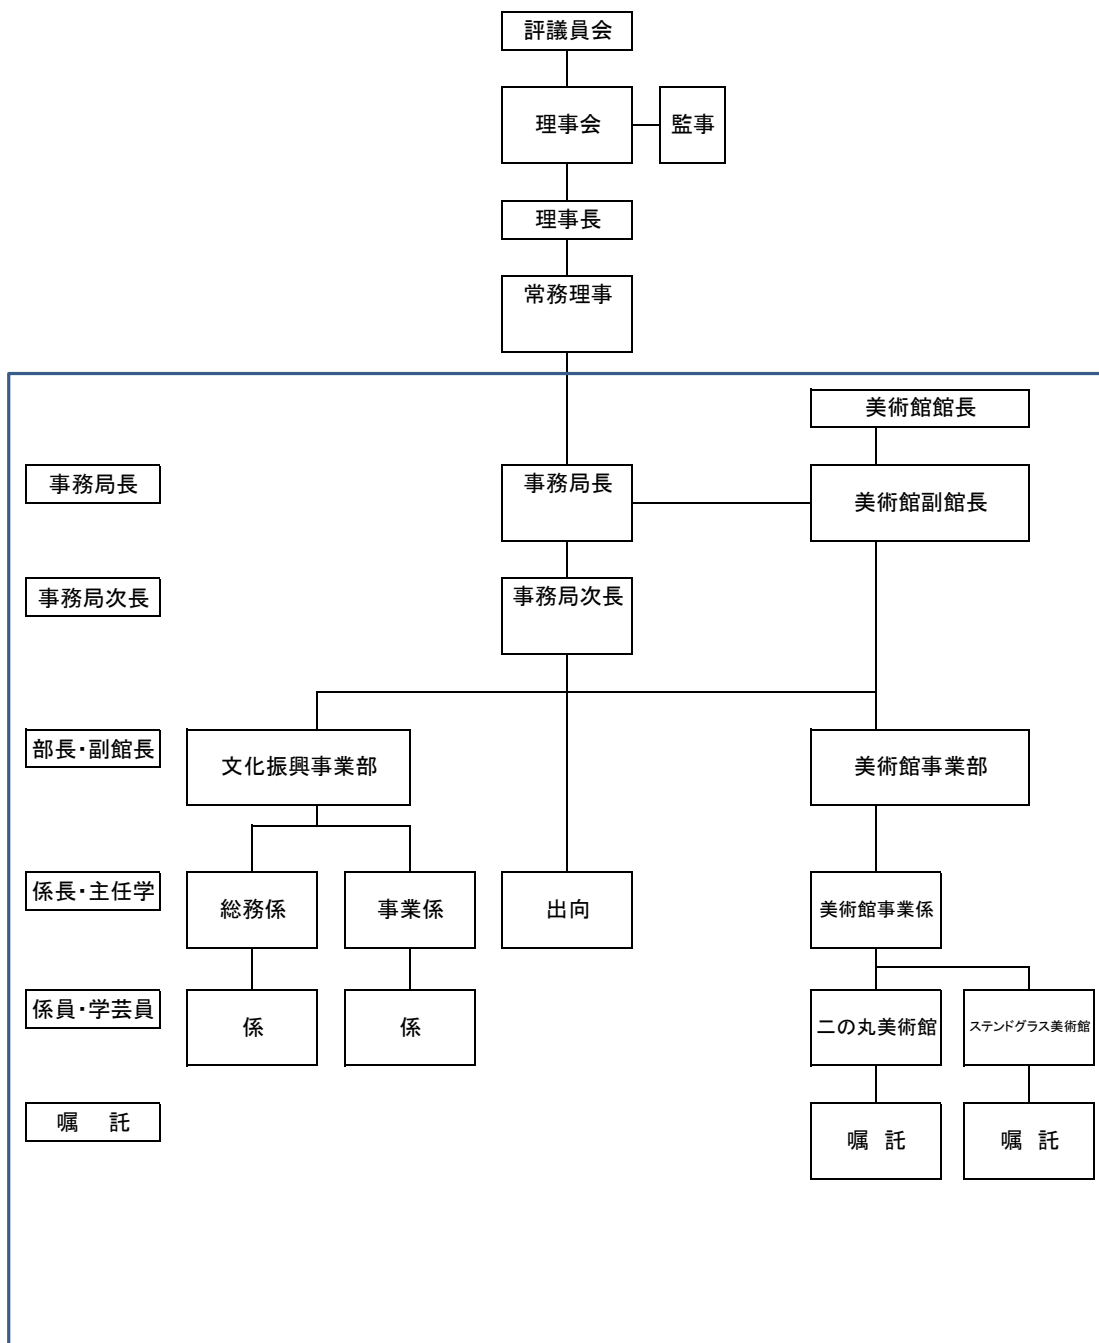 評議員会
理事会
監事
理事長
常務理事
美術館館長
事務局長
事務局長
美術館副館長
事務局次長
事務局次長
部長・副館長
文化振興事業部
美術館事業部
係長・主任学
総務係
事業係
出向
美術館事業係
係員・学芸員
係
係
二の丸美術館
ステンドグラス美術館
嘱　託
嘱　託
嘱　託